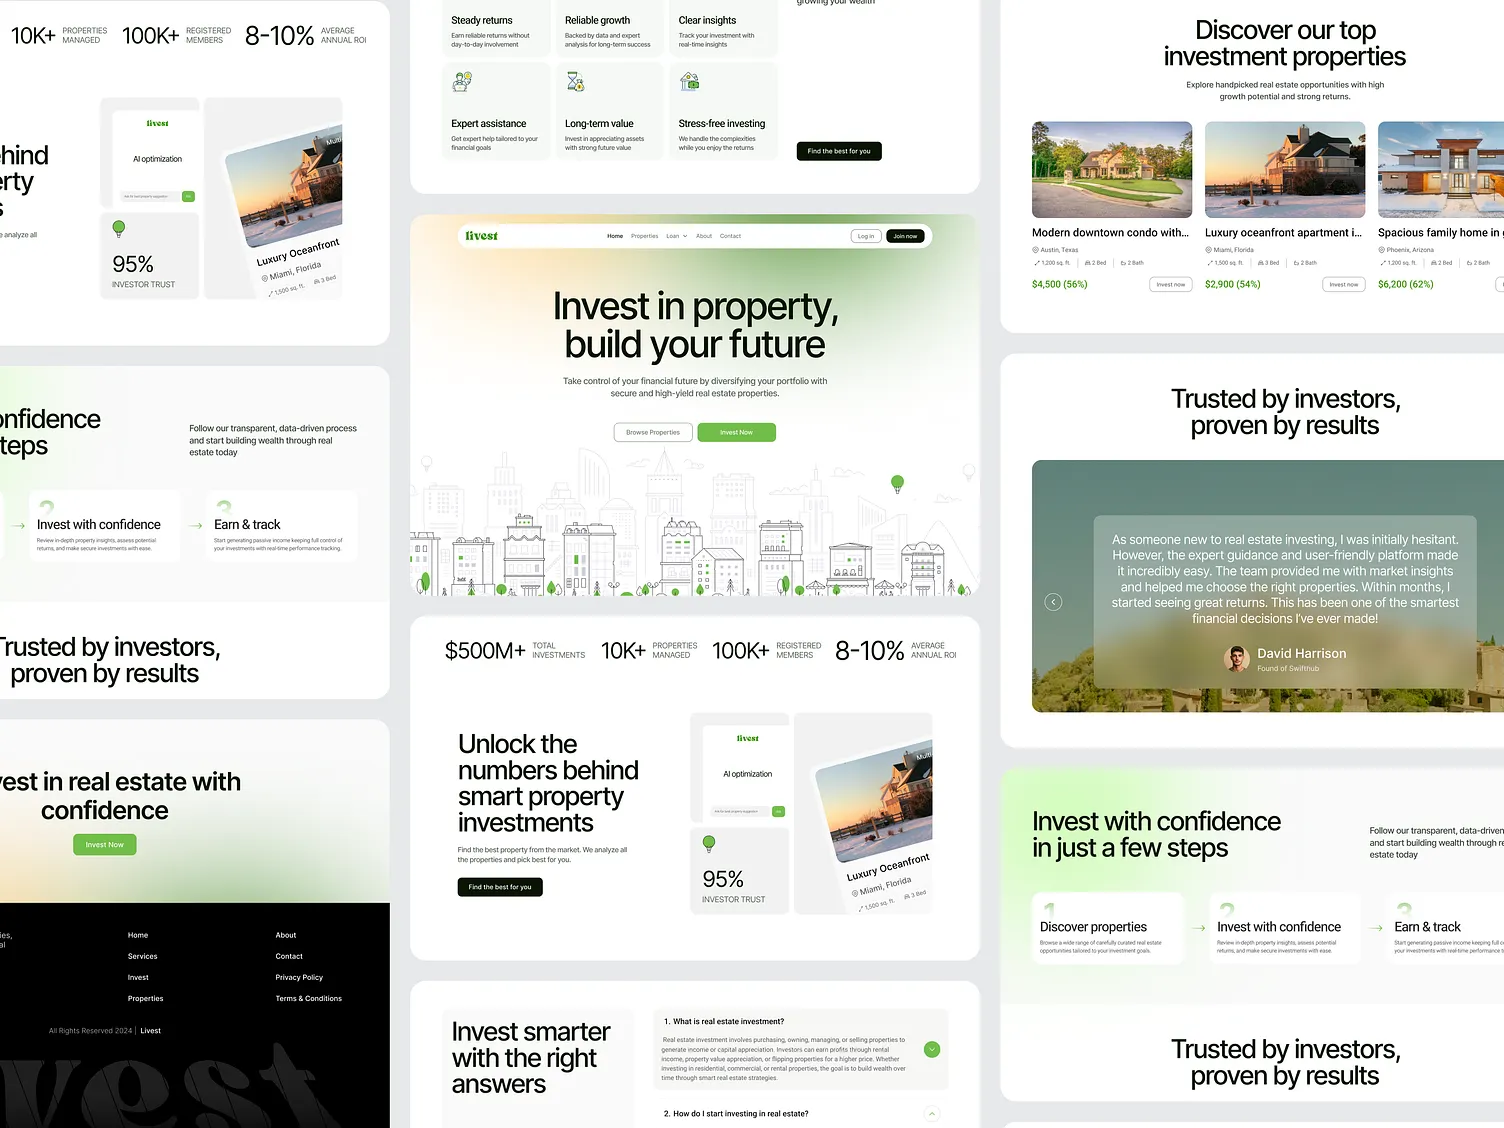 10K+
PROPERTIES
MANAGED
100K+
REGISTERED
MEMBERS
8-10%
AVERAGE
ANNUAL ROI
livest
AI optimization
Ask for best property suggestion
95%
INVESTOR TRUST
Multi
Luxury Oceanfront
Miami, Florida
1,500 sq. ft.
3 Bed
ehind
erty
s
e analyze all
onfidence
teps
Follow our transparent, data-driven process
and start building wealth through real
estate today
2
Invest with confidence
Review in-depth property insights, assess potential
returns, and make secure investments with ease.
3
Earn & track
Start generating passive income keeping full control of
your investments with real-time performance tracking.
Trusted by investors,
proven by results
vest in real estate with
confidence
Invest Now
ies,
al
Home
About
Services
Contact
Invest
Privacy Policy
Properties
Terms & Conditions
All Rights Reserved 2024 | Livest
vest
growing your wealth
Steady returns
Earn reliable returns without
day-to-day involvement
Reliable growth
Backed by data and expert
analysis for long-term success
Clear insights
Track your investment with
real-time insights
Expert assistance
Get expert help tailored to your
financial goals
Long-term value
Invest in appreciating assets
with strong future value
Stress-free investing
We handle the complexities
while you enjoy the returns
Find the best for you
livest
Home
Properties
Loan
About
Contact
Log in
Join now
Invest in property,
build your future
Take control of your financial future by diversifying your portfolio with
secure and high-yield real estate properties.
Browse Properties
Invest Now
$500M+
TOTAL
INVESTMENTS
10K+
PROPERTIES
MANAGED
100K+
REGISTERED
MEMBERS
8-10%
AVERAGE
ANNUAL ROI
Unlock the
numbers behind
smart property
investments
Find the best property from the market. We analyze all
the properties and pick best for you.
Find the best for you
livest
AI optimization
Ask for best property suggestion
95%
INVESTOR TRUST
Multi
Luxury Oceanfront
Miami, Florida
1,500 sq. ft.
3 Bed
Invest smarter
with the right
answers
1. What is real estate investment?
Real estate investment involves purchasing, owning, managing, or selling properties to
generate income or capital appreciation. Investors can earn profits through rental
income, property value appreciation, or flipping properties for a higher price. Whether
investing in residential, commercial, or rental properties, the goal is to build wealth over
time through smart real estate strategies.
2. How do I start investing in real estate?
Discover our top
investment properties
Explore handpicked real estate opportunities with high
growth potential and strong returns.
Modern downtown condo with...
Austin, Texas
1,200 sq. ft.
2 Bed
2 Bath
$4,500 (56%)
Invest now
Luxury oceanfront apartment i...
Miami, Florida
1,500 sq. ft.
3 Bed
2 Bath
$2,900 (54%)
Invest now
Spacious family home in g
Phoenix, Arizona
1,200 sq. ft.
2 Bed
2 Bath
$6,200 (62%)
Trusted by investors,
proven by results
As someone new to real estate investing, I was initially hesitant.
However, the expert guidance and user-friendly platform made
it incredibly easy. The team provided me with market insights
and helped me choose the right properties. Within months, I
started seeing great returns. This has been one of the smartest
financial decisions I've ever made!
David Harrison
Found of Swifthub
Invest with confidence
in just a few steps
Follow our transparent, data-driven
and start building wealth through re
estate today
1
Discover properties
Browse a wide range of carefully curated real estate
opportunities tailored to your investment goals.
2
Invest with confidence
Review in-depth property insights, assess potential
returns, and make secure investments with ease.
3
Earn & track
Start generating passive income keeping full c
your investments with real-time performance t
Trusted by investors,
proven by results